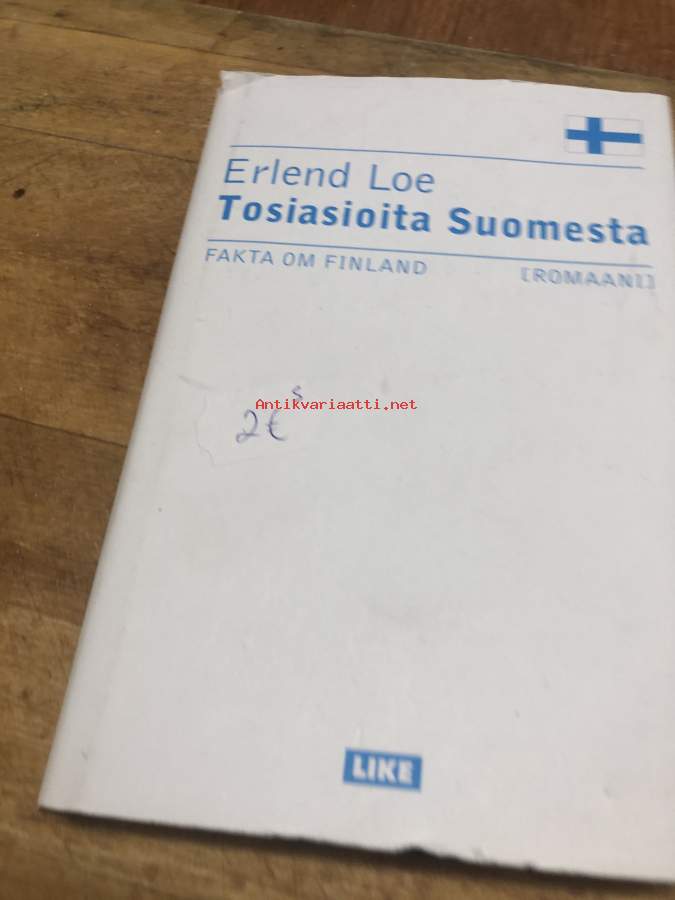 Erlend Loe
Tosiasioita Suomesta
FAKTA OM FINLAND [ROMAANI]
s
Antikvariaatti.net
2€
LIKE